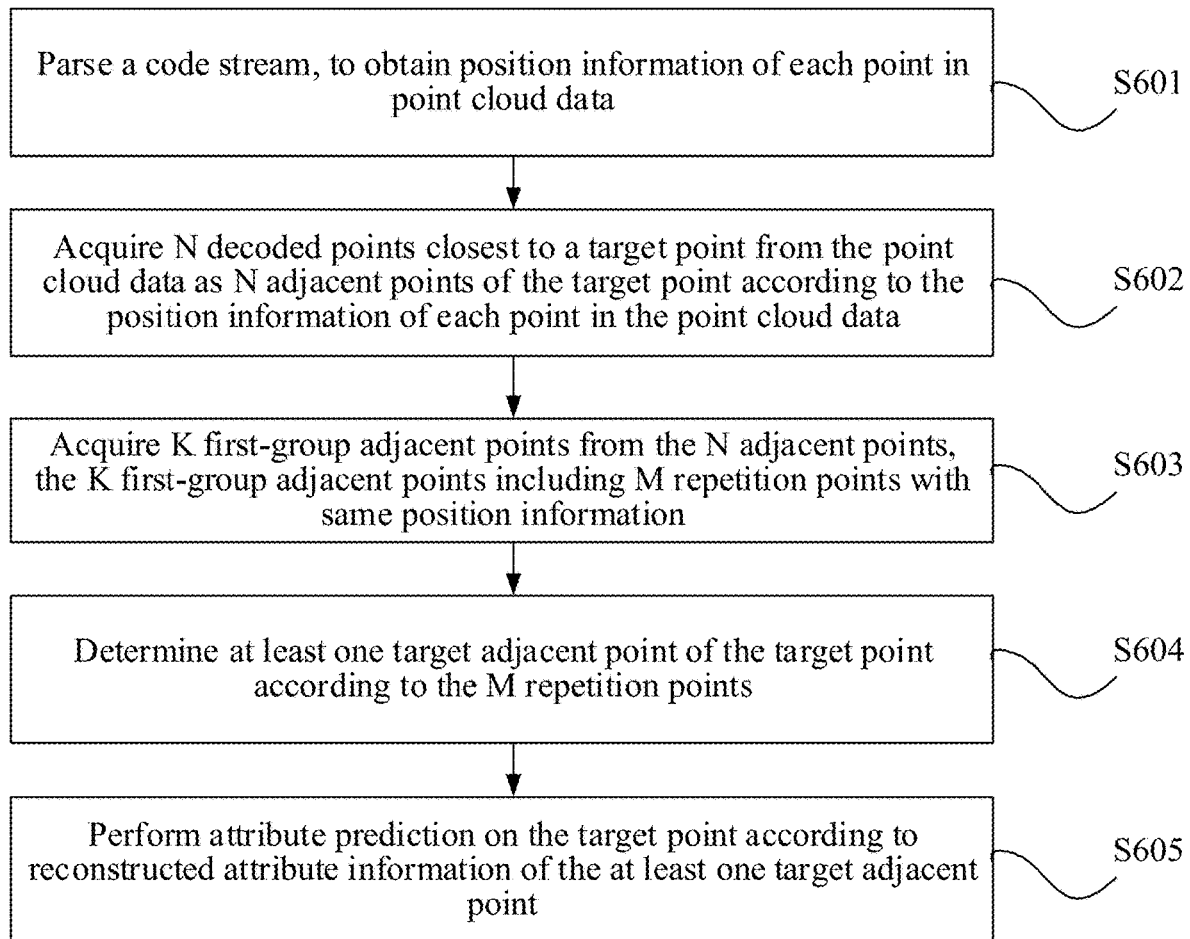 Parse a code stream, to obtain position information of each point in
point cloud data
S601
Acquire N decoded points closest to a target point from the point
cloud data as N adjacent points of the target point according to the
position information of each point in the point cloud data
S602
Acquire K first-group adjacent points from the N adjacent points,
the K first-group adjacent points including M repetition points with
same position information
S603
Determine at least one target adjacent point of the target point
according to the M repetition points
S604
Perform attribute prediction on the target point according to
reconstructed attribute information of the at least one target adjacent
point
S605